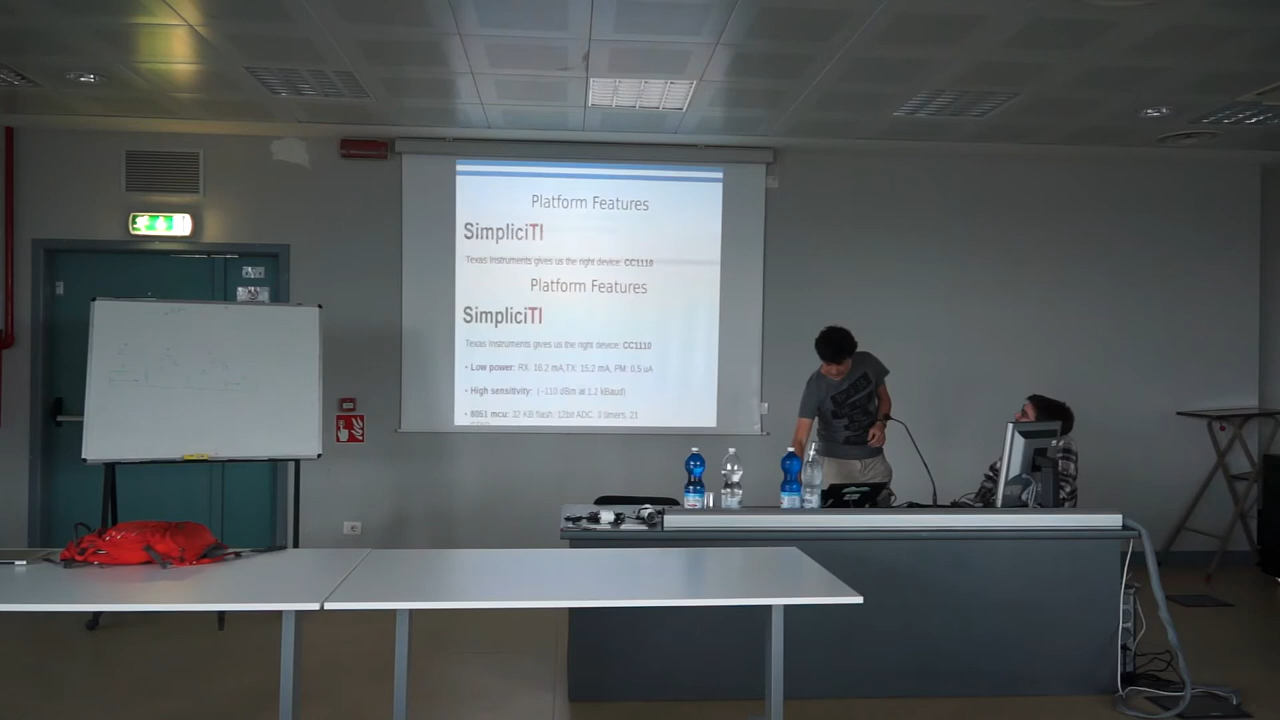 Platform Features
SimpliciTI
Texas Instruments gives us the right device: CC1110
Platform Features
SimpliciTI
Texas Instruments gives us the right device: CC1110
• Low power: RX: 16.2 mA,TX: 15.2 mA, PM: 0.5 uA
• High sensitivity: ( -110 dBm at 1.2 kBaud)
• 8051 mcu: 32 KB flash; 12bit ADC, 0 timers, 21